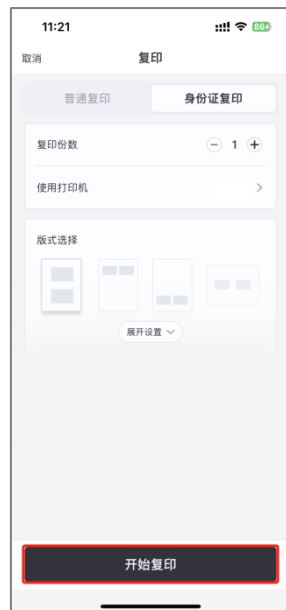 11:21
86
取消
复印
普通复印
身份证复印
复印份数
1
使用打印机
版式选择
展开设置
开始复印